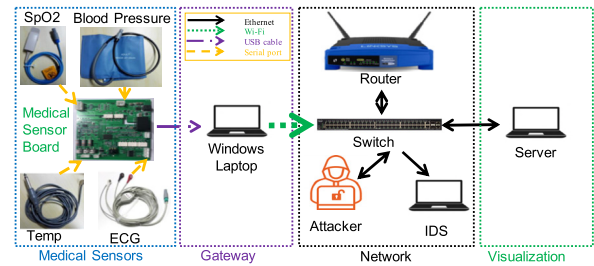 SpO2
Blood Pressure
Ethernet
Wi-Fi
USB cable
Serial port
LINKSYS
Router
Medical
Sensor
Board
Windows
Laptop
Switch
Server
Attacker
IDS
Temp
ECG
Medical Sensors
Gateway
Network
Visualization